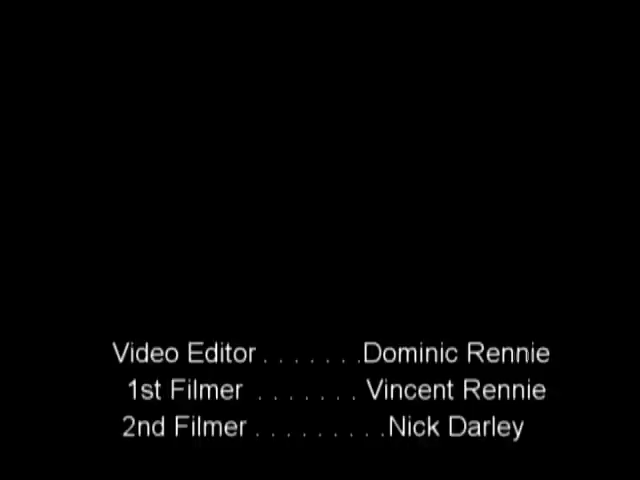 Video Editor . . . . . . .Dominic Rennie
1st Filmer . . . . . . . Vincent Rennie
2nd Filmer . . . . . . . . .Nick Darley